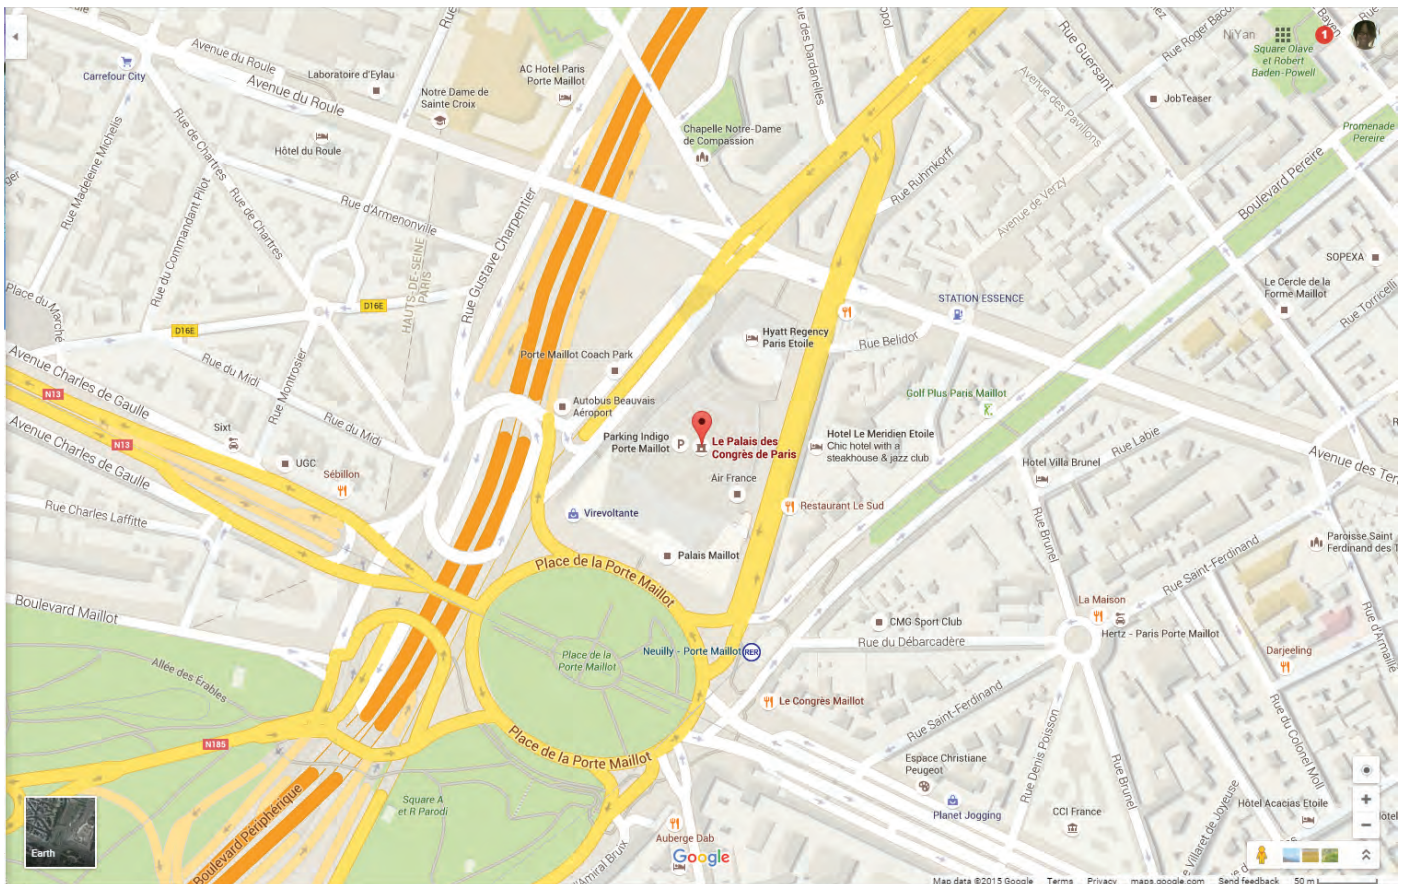 Avenue du Roule
Carrefour City
Avenue du Roule
Laboratoire d'Eylau
Notre Dame de
Sainte Croix
AC Hotel Paris
Porte Maillot
Rue des Dardanelles
Rue Guersant
Rue Roger Bacon
NiYan
1
Square Olave
et Robert
Baden-Powell
JobTeaser
Avenue des Pavillons
Promenade
Pereire
Boulevard Pereire
Chapelle Notre-Dame
de Compassion
Rue Ruhmkorff
Avenue de Verzy
Hôtel du Roule
Rue Madeleine Michelis
Rue de Chartres
Rue du Commandant Pilot
Rue de Chartres
Rue d'Armenonville
HAUTS-DE-SEINE
PARIS
Rue Gustave Charpentier
SOPEXA
Le Cercle de la
Forme Maillot
Rue Torricelli
STATION ESSENCE
Place du Marché
D16E
D16E
Hyatt Regency
Paris Etoile
Rue Belidor
Porte Maillot Coach Park
Avenue Charles de Gaulle
Rue du Midi
Rue Montrosier
N13
Autobus Beauvais
Aéroport
Golf Plus Paris Maillot
Avenue Charles de Gaulle
N13
Sixt
Rue du Midi
UGC
Sébillon
Parking Indigo
Porte Maillot
P
Le Palais des
Congrès de Paris
Hotel Le Meridien Etoile
Chic hotel with a
steakhouse & jazz club
Rue Labie
Avenue des Ter
Hotel Villa Brunel
Air France
Restaurant Le Sud
Virevoltante
Rue Charles Laffitte
Rue Brunel
Palais Maillot
Place de la Porte Maillot
Paroisse Saint
Ferdinand des T
Rue Saint-Ferdinand
Boulevard Maillot
La Maison
CMG Sport Club
Hertz - Paris Porte Maillot
Rue du Débarcadère
Rue d'Armaillé
Neuilly - Porte Maillot
RER
Place de la
Porte Maillot
Darjeeling
Allée des Érables
Le Congrès Maillot
Rue Saint-Ferdinand
Rue Denis Poisson
Rue du Colonel Moll
N185
Place de la Porte Maillot
Espace Christiane
Peugeot
Rue Brunel
Boulevard Périphérique
Square A
et R Parodi
Planet Jogging
CCI France
Hôtel Acacias Etoile
Villaret de Joyeuse
Earth
Auberge Dab
d'Amiral Bruix
Google
Map data ©2015 Google Terms Privacy maps.google.com Send feedback 50 m